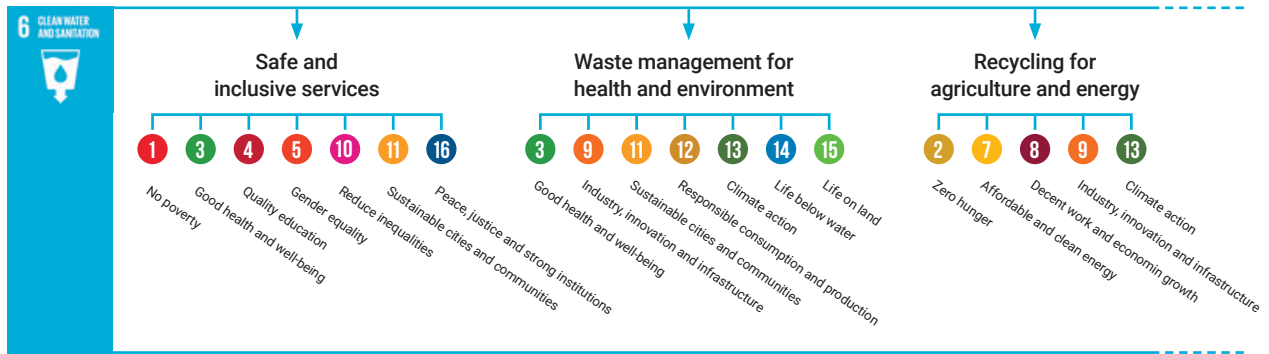 6 CLEAN WATER
AND SANITATION
Safe and
inclusive services
1
3
4
5
10
11
16
No poverty
Good health and well-being
Quality education
Gender equality
Reduce inequalities
Sustainable cities and communities
Peace, justice and strong institutions
Waste management for
health and environment
3
9
11
12
13
14
15
Good health and well-being
Industry, innovation and infrastructure
Sustainable cities and communities
Responsible consumption and production
Climate action
Life below water
Life on land
Recycling for
agriculture and energy
2
7
8
9
13
Zero hunger
Affordable and clean energy
Decent work and economin growth
Industry, innovation and infrastructure
Climate action